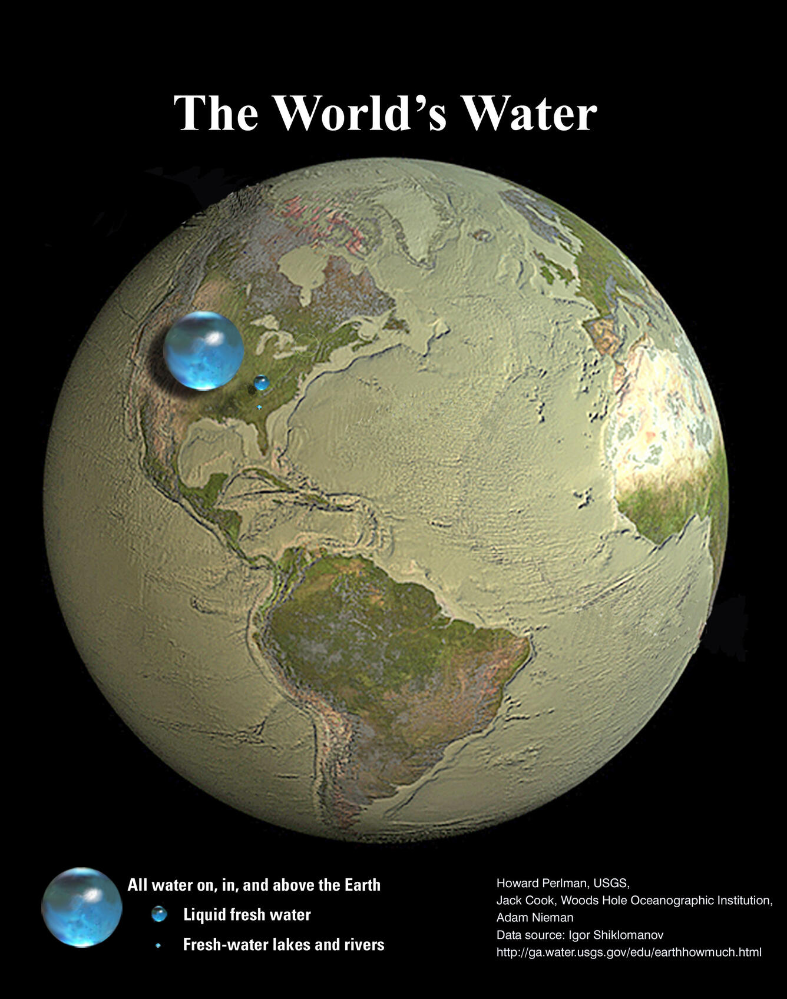 The World’s Water
All water on, in, and above the Earth
Liquid fresh water
Fresh-water lakes and rivers
Howard Perlman, USGS,
Jack Cook, Woods Hole Oceanographic Institution,
Adam Nieman
Data source: Igor Shiklomanov
http://ga.water.usgs.gov/edu/earthhowmuch.html